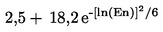 2,5 + 18,2 e^-[ln(En)]²/6